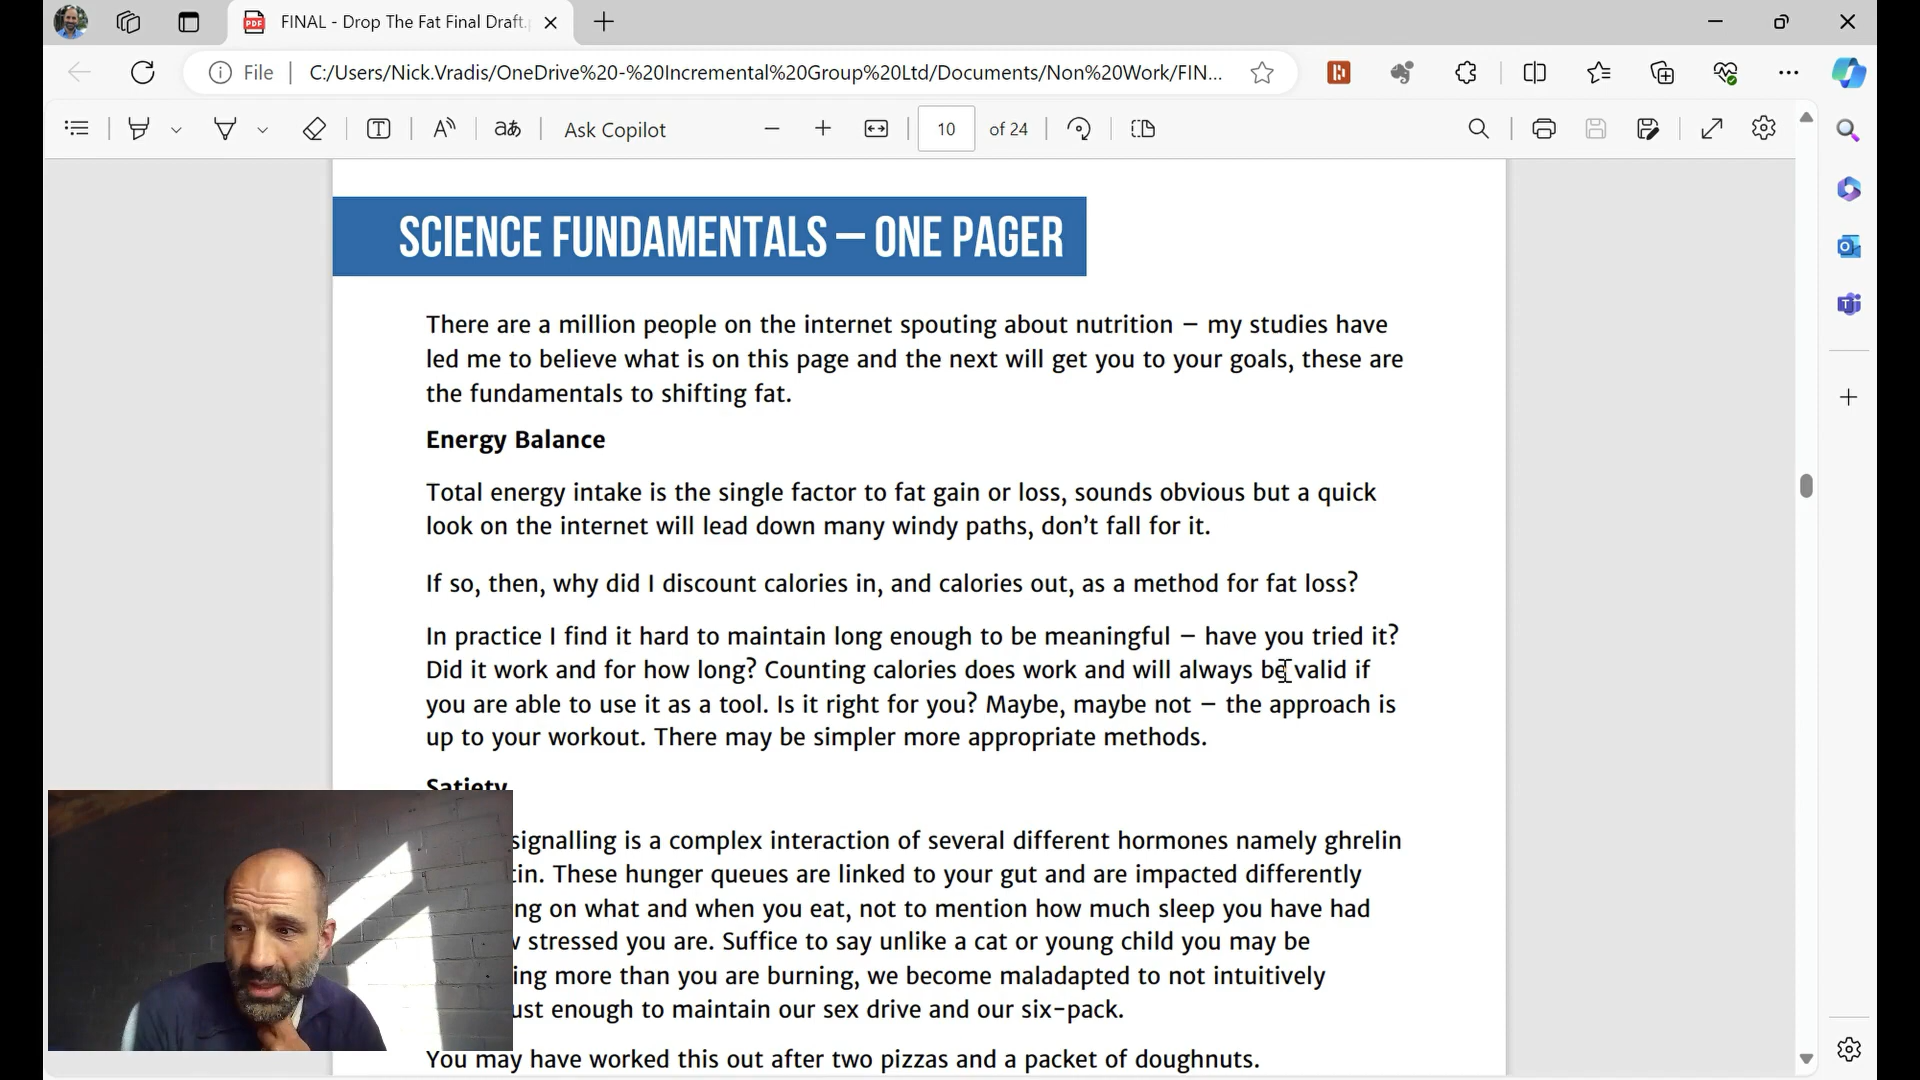 FINAL - Drop The Fat Final Draft.
File
C:/Users/Nick.Vradis/OneDrive%20-%20Incremental%20Group%20Ltd/Documents/Non%20Work/FIN...
Ask Copilot
10 of 24
SCIENCE FUNDAMENTALS – ONE PAGER
There are a million people on the internet spouting about nutrition – my studies have
led me to believe what is on this page and the next will get you to your goals, these are
the fundamentals to shifting fat.
Energy Balance
Total energy intake is the single factor to fat gain or loss, sounds obvious but a quick
look on the internet will lead down many windy paths, don’t fall for it.
If so, then, why did I discount calories in, and calories out, as a method for fat loss?
In practice I find it hard to maintain long enough to be meaningful – have you tried it?
Did it work and for how long? Counting calories does work and will always be valid if
you are able to use it as a tool. Is it right for you? Maybe, maybe not – the approach is
up to your workout. There may be simpler more appropriate methods.
Satiety
signalling is a complex interaction of several different hormones namely ghrelin
tin. These hunger queues are linked to your gut and are impacted differently
ng on what and when you eat, not to mention how much sleep you have had
stressed you are. Suffice to say unlike a cat or young child you may be
ing more than you are burning, we become maladapted to not intuitively
ust enough to maintain our sex drive and our six-pack.
You may have worked this out after two pizzas and a packet of doughnuts.